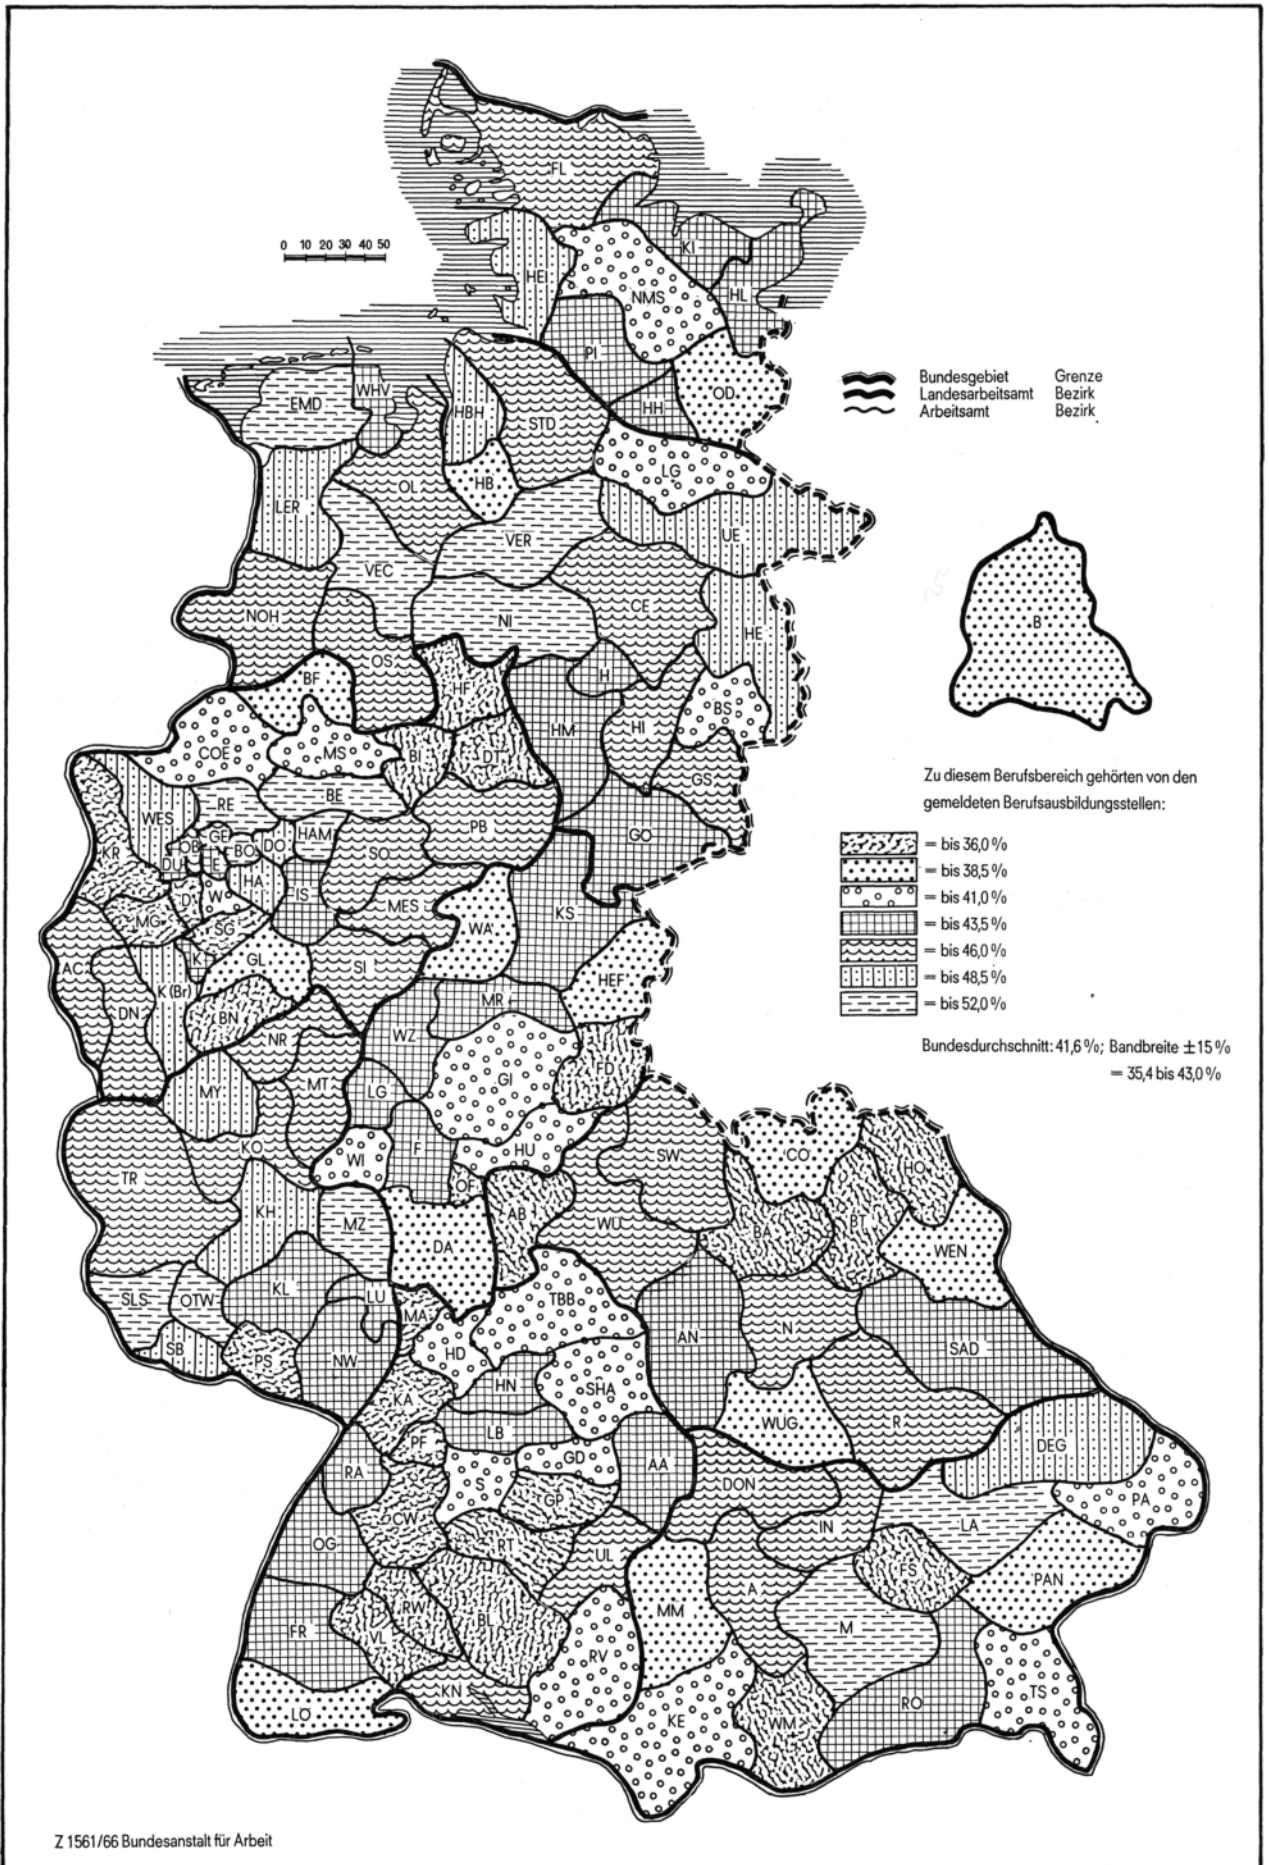 FL
KI
HEI
NMS
HL
0 10 20 30 40 50
PI
OD
HH
Bundesgebiet Grenze
Landesarbeitsamt Bezirk
Arbeitsamt Bezirk
EMD
WHV
HBH
STD
LG
OL
HB
LER
UE
VER
VEC
CE
NOH
NI
HE
B
OS
H
BF
HF
BS
HM
HI
COE
MS
BI
DT
GS
Zu diesem Berufsbereich gehörten von den
gemeldeten Berufsausbildungsstellen:
RE
BE
WES
PB
GÖ
GE
HAM
OB
BO
DO
SO
KR
DU
E
= bis 36,0 %
= bis 38,5 %
= bis 41,0 %
= bis 43,5 %
= bis 46,0 %
= bis 48,5 %
= bis 52,0 %
HA
IS
D
W
MES
KS
MG
SG
WA
K
GL
SI
HEF
AC
K (Br)
MR
DN
BN
WZ
NR
Bundesdurchschnitt: 41,6 %; Bandbreite ± 15 %
= 35,4 bis 43,0 %
FD
GI
MY
MT
LG
KO
F
HU
SW
CO
HO
WI
TR
OF
KH
AB
WÜ
BT
MZ
BA
DA
WEN
KL
SLS
OTW
LU
TBB
MA
AN
N
SB
PS
NW
HD
SAD
HN
SHA
KA
WUG
R
LB
PF
DEG
GD
RA
AA
S
DON
GP
PA
CW
IN
LA
OG
RT
UL
FS
PAN
A
RW
BL
MM
FR
VL
M
RV
KN
TS
LÖ
KE
WM
RO
Z 1561/66 Bundesanstalt für Arbeit